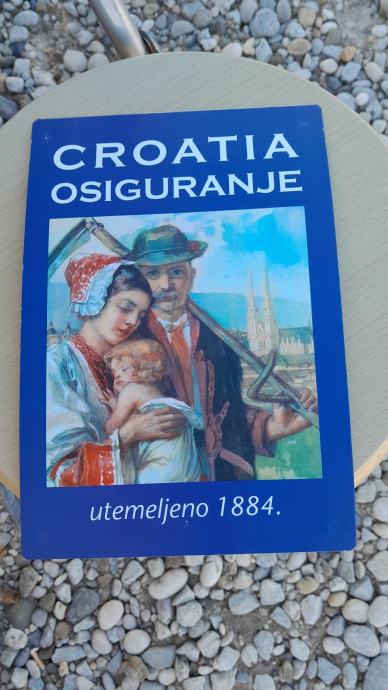 CROATIA
OSIGURANJE
utemeljeno 1884.